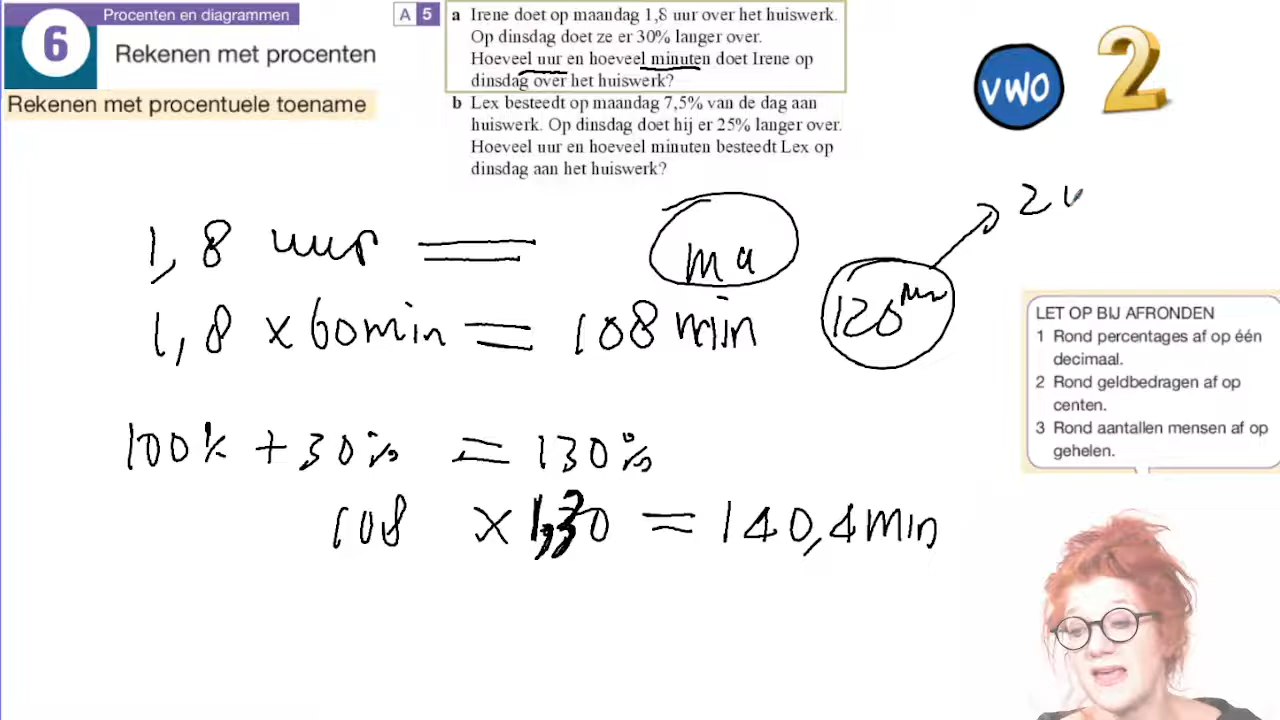 Procenten en diagrammen
6
Rekenen met procenten
Rekenen met procentuele toename
A 5
a Irene doet op maandag 1,8 uur over het huiswerk.
Op dinsdag doet ze er 30% langer over.
Hoeveel uur en hoeveel minuten doet Irene op
dinsdag over het huiswerk?
b Lex besteedt op maandag 7,5% van de dag aan
huiswerk. Op dinsdag doet hij er 25% langer over.
Hoeveel uur en hoeveel minuten besteedt Lex op
dinsdag aan het huiswerk?
VWO 2
1,8 uur =
ma
2 u
1,8 x 60 min = 108 min
120 min
100% + 30% = 130%
108 x 1,30 = 140,4 min
LET OP BIJ AFRONDEN
1 Rond percentages af op één
decimaal.
2 Rond geldbedragen af op
centen.
3 Rond aantallen mensen af op
gehelen.